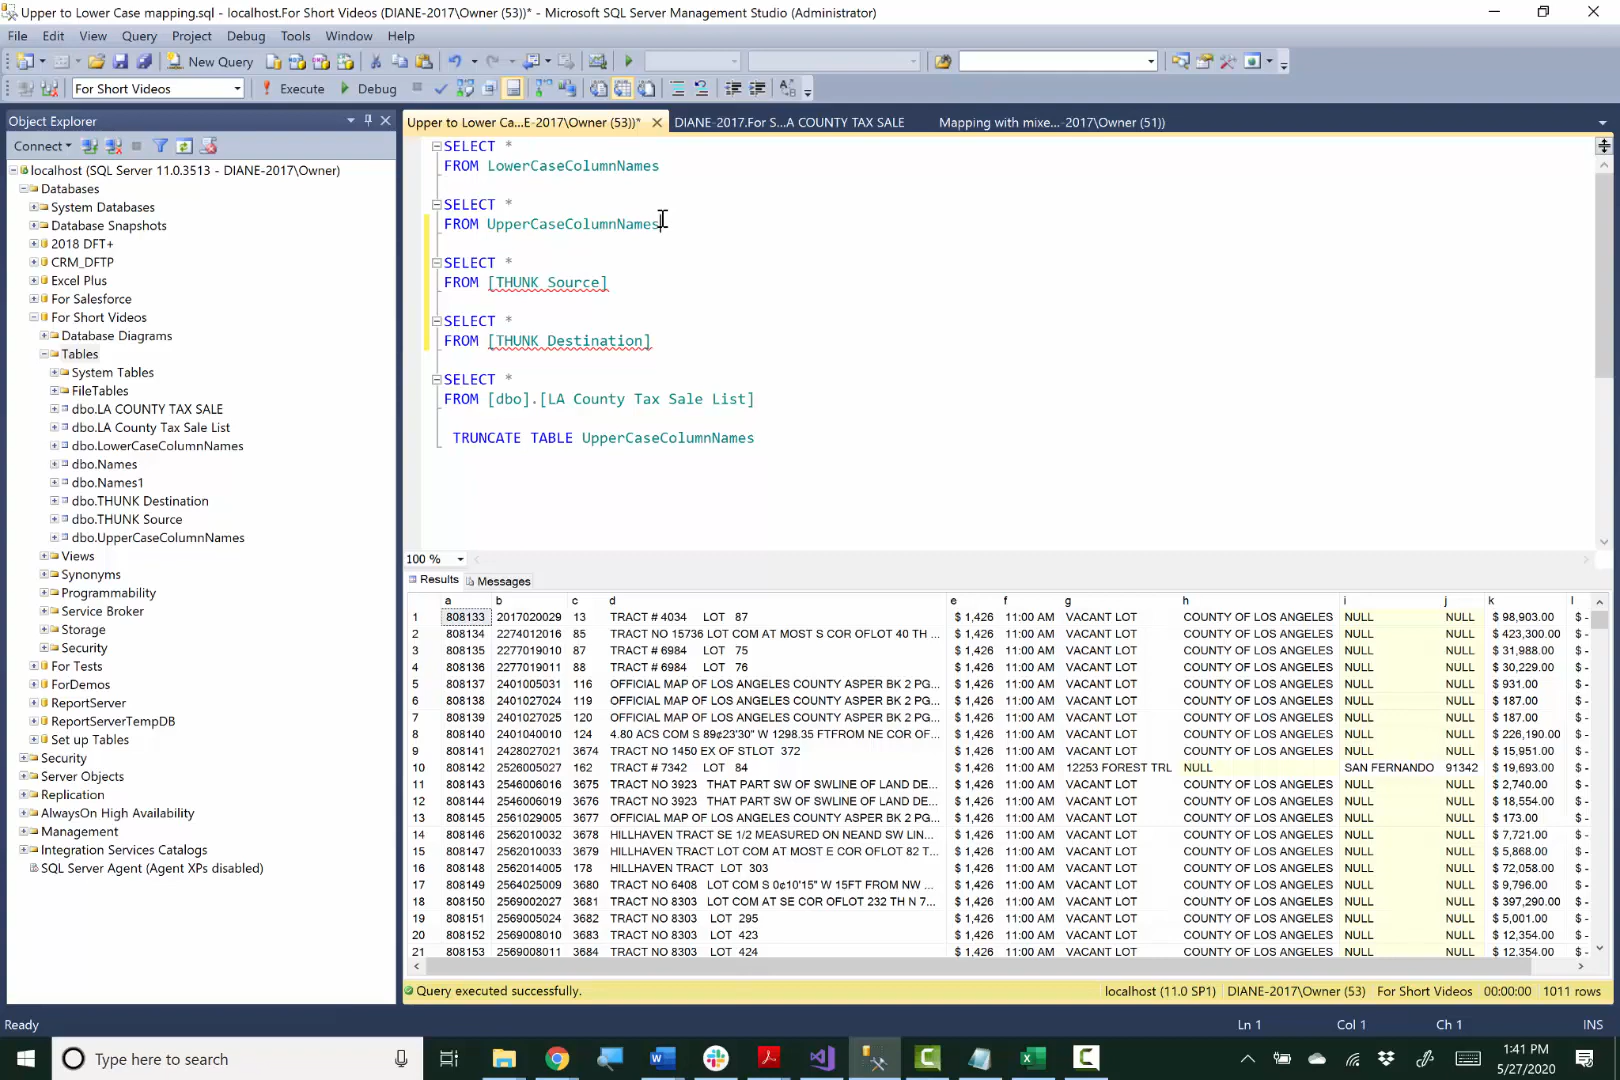 Upper to Lower Case mapping.sql - localhost.For Short Videos (DIANE-2017\Owner (53))* - Microsoft SQL Server Management Studio (Administrator)
File Edit View Query Project Debug Tools Window Help
New Query
For Short Videos Execute Debug
Object Explorer
Connect
localhost (SQL Server 11.0.3513 - DIANE-2017\Owner)
Databases
System Databases
Database Snapshots
2018 DFT+
CRM_DFTP
Excel Plus
For Salesforce
For Short Videos
Database Diagrams
Tables
System Tables
FileTables
dbo.LA COUNTY TAX SALE
dbo.LA County Tax Sale List
dbo.LowerCaseColumnNames
dbo.Names
dbo.Names1
dbo.THUNK Destination
dbo.THUNK Source
dbo.UpperCaseColumnNames
Views
Synonyms
Programmability
Service Broker
Storage
Security
For Tests
ForDemos
ReportServer
ReportServerTempDB
Set up Tables
Security
Server Objects
Replication
AlwaysOn High Availability
Management
Integration Services Catalogs
SQL Server Agent (Agent XPs disabled)
Upper to Lower Ca...E-2017\Owner (53))* DIANE-2017.For S...A COUNTY TAX SALE Mapping with mixe...-2017\Owner (51))
SELECT *
FROM LowerCaseColumnNames
SELECT *
FROM UpperCaseColumnNames
SELECT *
FROM [THUNK Source]
SELECT *
FROM [THUNK Destination]
SELECT *
FROM [dbo].[LA County Tax Sale List]
TRUNCATE TABLE UpperCaseColumnNames
100 %
Results Messages
a b c d e f g h i j k l
1 808133 2017020029 13 TRACT # 4034 LOT 87 $ 1,426 11:00 AM VACANT LOT COUNTY OF LOS ANGELES NULL NULL $ 98,903.00 $ -
2 808134 2274012016 85 TRACT NO 15736 LOT COM AT MOST S COR OFLOT 40 TH ... $ 1,426 11:00 AM VACANT LOT COUNTY OF LOS ANGELES NULL NULL $ 423,300.00 $ -
3 808135 2277019010 87 TRACT # 6984 LOT 75 $ 1,426 11:00 AM VACANT LOT COUNTY OF LOS ANGELES NULL NULL $ 31,988.00 $ -
4 808136 2277019011 88 TRACT # 6984 LOT 76 $ 1,426 11:00 AM VACANT LOT COUNTY OF LOS ANGELES NULL NULL $ 30,229.00 $ -
5 808137 2401005031 116 OFFICIAL MAP OF LOS ANGELES COUNTY ASPER BK 2 PG... $ 1,426 11:00 AM VACANT LOT COUNTY OF LOS ANGELES NULL NULL $ 931.00 $ -
6 808138 2401027024 119 OFFICIAL MAP OF LOS ANGELES COUNTY ASPER BK 2 PG... $ 1,426 11:00 AM VACANT LOT COUNTY OF LOS ANGELES NULL NULL $ 187.00 $ -
7 808139 2401027025 120 OFFICIAL MAP OF LOS ANGELES COUNTY ASPER BK 2 PG... $ 1,426 11:00 AM VACANT LOT COUNTY OF LOS ANGELES NULL NULL $ 187.00 $ -
8 808140 2401040010 124 4.80 ACS COM S 89¢23'30" W 1298.35 FTFROM NE COR OF... $ 1,426 11:00 AM VACANT LOT COUNTY OF LOS ANGELES NULL NULL $ 226,190.00 $ -
9 808141 2428027021 3674 TRACT NO 1450 EX OF STLOT 372 $ 1,426 11:00 AM VACANT LOT COUNTY OF LOS ANGELES NULL NULL $ 15,951.00 $ -
10 808142 2526005027 162 TRACT # 7342 LOT 84 $ 1,426 11:00 AM 12253 FOREST TRL NULL SAN FERNANDO 91342 $ 19,693.00 $ -
11 808143 2546006016 3675 TRACT NO 3923 THAT PART SW OF SWLINE OF LAND DE... $ 1,426 11:00 AM VACANT LOT COUNTY OF LOS ANGELES NULL NULL $ 2,740.00 $ -
12 808144 2546006019 3676 TRACT NO 3923 THAT PART SW OF SWLINE OF LAND DE... $ 1,426 11:00 AM VACANT LOT COUNTY OF LOS ANGELES NULL NULL $ 18,554.00 $ -
13 808145 2561029005 3677 OFFICIAL MAP OF LOS ANGELES COUNTY ASPER BK 2 PG... $ 1,426 11:00 AM VACANT LOT COUNTY OF LOS ANGELES NULL NULL $ 173.00 $ -
14 808146 2562010032 3678 HILLHAVEN TRACT SE 1/2 MEASURED ON NEAND SW LIN... $ 1,426 11:00 AM VACANT LOT COUNTY OF LOS ANGELES NULL NULL $ 7,721.00 $ -
15 808147 2562010033 3679 HILLHAVEN TRACT LOT COM AT MOST E COR OFLOT 82 T... $ 1,426 11:00 AM VACANT LOT COUNTY OF LOS ANGELES NULL NULL $ 5,868.00 $ -
16 808148 2562014005 178 HILLHAVEN TRACT LOT 303 $ 1,426 11:00 AM VACANT LOT COUNTY OF LOS ANGELES NULL NULL $ 72,058.00 $ -
17 808149 2564025009 3680 TRACT NO 6408 LOT COM S 0¢10'15" W 15FT FROM NW ... $ 1,426 11:00 AM VACANT LOT COUNTY OF LOS ANGELES NULL NULL $ 9,796.00 $ -
18 808150 2569002027 3681 TRACT NO 8303 LOT COM AT SE COR OFLOT 232 TH N 7... $ 1,426 11:00 AM VACANT LOT COUNTY OF LOS ANGELES NULL NULL $ 397,290.00 $ -
19 808151 2569005024 3682 TRACT NO 8303 LOT 295 $ 1,426 11:00 AM VACANT LOT COUNTY OF LOS ANGELES NULL NULL $ 5,001.00 $ -
20 808152 2569008010 3683 TRACT NO 8303 LOT 423 $ 1,426 11:00 AM VACANT LOT COUNTY OF LOS ANGELES NULL NULL $ 12,354.00 $ -
21 808153 2569008011 3684 TRACT NO 8303 LOT 424 $ 1,426 11:00 AM VACANT LOT COUNTY OF LOS ANGELES NULL NULL $ 12,354.00 $ -
Query executed successfully. localhost (11.0 SP1) DIANE-2017\Owner (53) For Short Videos 00:00:00 1011 rows
Ready Ln 1 Col 1 Ch 1 INS
Type here to search 1:41 PM
5/27/2020